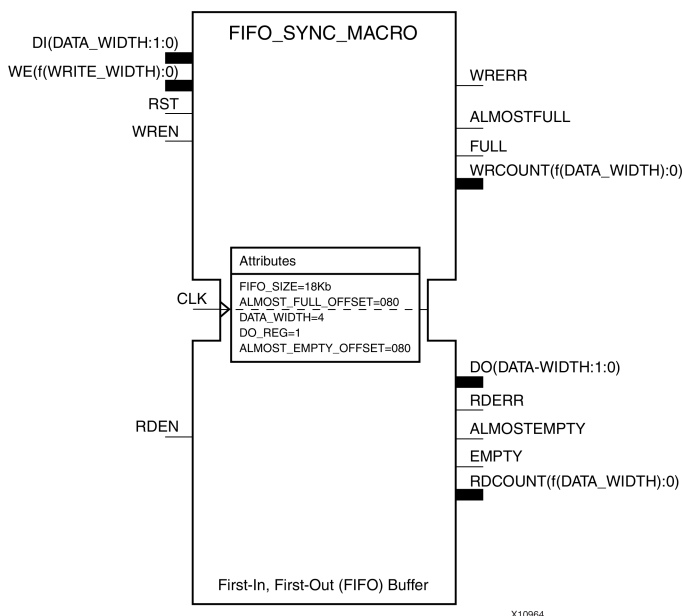 FIFO_SYNC_MACRO
DI(DATA_WIDTH:1:0)
WE(f(WRITE_WIDTH):0)
RST
WREN
WRERR
ALMOSTFULL
FULL
WRCOUNT(f(DATA_WIDTH):0)
Attributes
FIFO_SIZE=18Kb
ALMOST_FULL_OFFSET=080
DATA_WIDTH=4
DO_REG=1
ALMOST_EMPTY_OFFSET=080
CLK
RDEN
DO(DATA-WIDTH:1:0)
RDERR
ALMOSTEMPTY
EMPTY
RDCOUNT(f(DATA_WIDTH):0)
First-In, First-Out (FIFO) Buffer
X10964